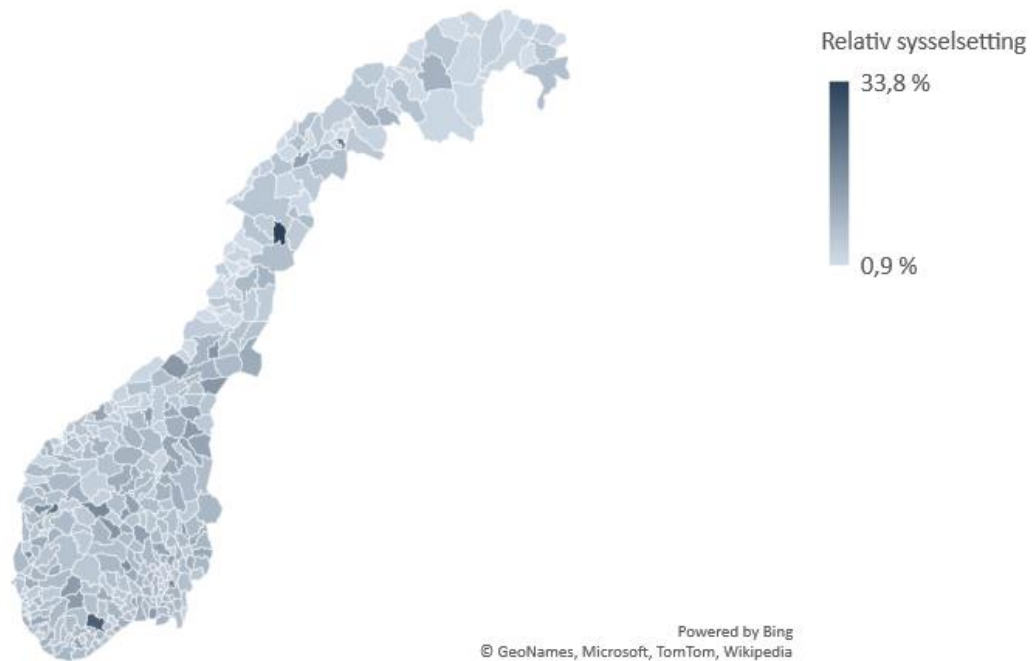 Relativ sysselsetting
33,8 %
0,9 %
Powered by Bing
© GeoNames, Microsoft, TomTom, Wikipedia